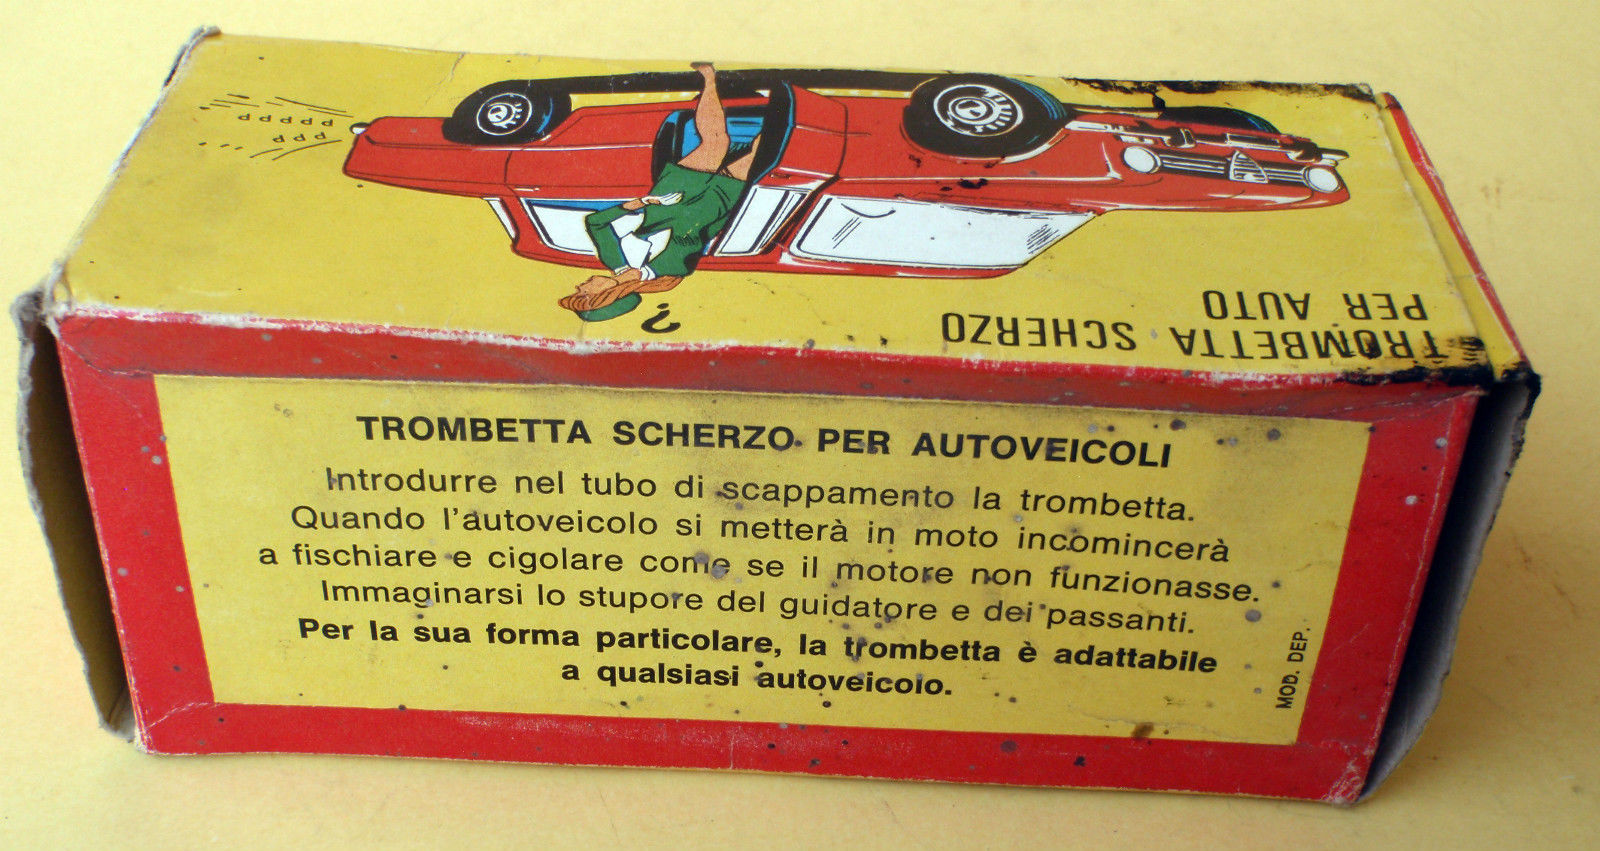 TROMBETTA SCHERZO
PER AUTO
PPPPP
PPP
?
TROMBETTA SCHERZO PER AUTOVEICOLI
Introdurre nel tubo di scappamento la trombetta.
Quando l'autoveicolo si metterà in moto incomincerà
a fischiare e cigolare come se il motore non funzionasse.
Immaginarsi lo stupore del guidatore e dei passanti.
Per la sua forma particolare, la trombetta è adattabile
a qualsiasi autoveicolo.
MOD. DEP.